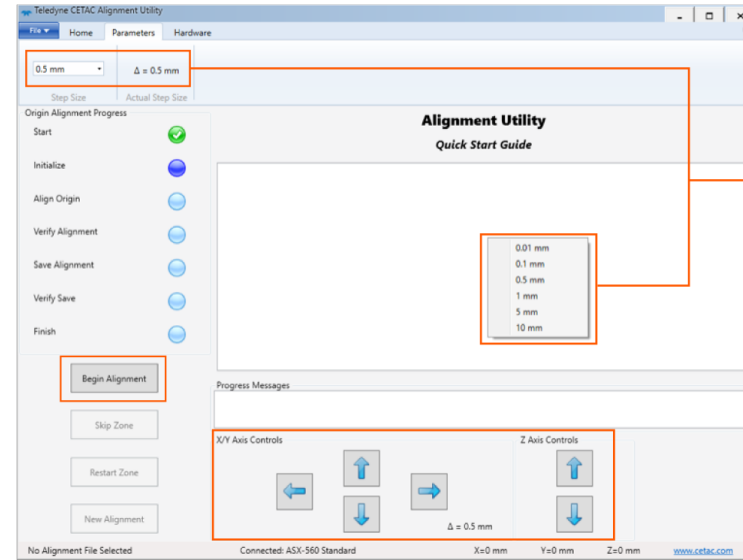 Teledyne CETAC Alignment Utility
File Home Parameters Hardware
0.5 mm Δ = 0.5 mm
Step Size Actual Step Size
Origin Alignment Progress
Start
Initialize
Align Origin
Verify Alignment
Save Alignment
Verify Save
Finish
Begin Alignment
Skip Zone
Restart Zone
New Alignment
Alignment Utility
Quick Start Guide
0.01 mm
0.1 mm
0.5 mm
1 mm
5 mm
10 mm
Progress Messages
X/Y Axis Controls Z Axis Controls
Δ = 0.5 mm
No Alignment File Selected Connected: ASX-560 Standard X=0 mm Y=0 mm Z=0 mm www.cetac.com